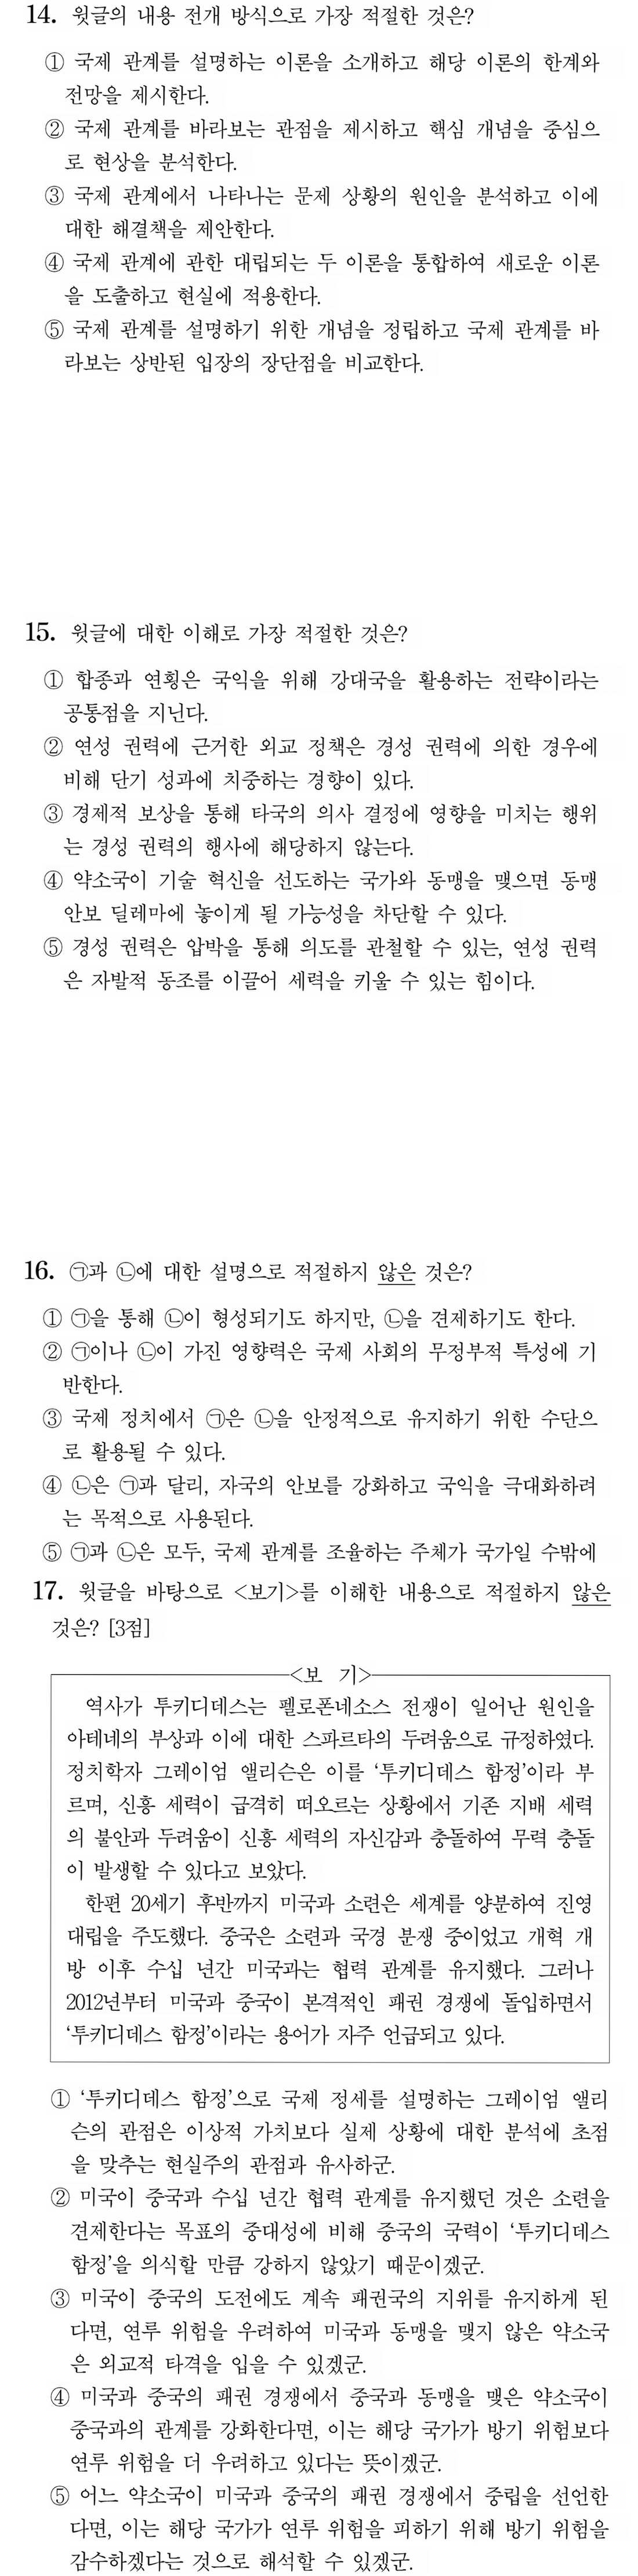 14. 윗글의 내용 전개 방식으로 가장 적절한 것은?
① 국제 관계를 설명하는 이론을 소개하고 해당 이론의 한계와
전망을 제시한다.
② 국제 관계를 바라보는 관점을 제시하고 핵심 개념을 중심으
로 현상을 분석한다.
③ 국제 관계에서 나타나는 문제 상황의 원인을 분석하고 이에
대한 해결책을 제안한다.
④ 국제 관계에 관한 대립되는 두 이론을 통합하여 새로운 이론
을 도출하고 현실에 적용한다.
⑤ 국제 관계를 설명하기 위한 개념을 정립하고 국제 관계를 바
라보는 상반된 입장의 장단점을 비교한다.
15. 윗글에 대한 이해로 가장 적절한 것은?
① 합종과 연횡은 국익을 위해 강대국을 활용하는 전략이라는
공통점을 지닌다.
② 연성 권력에 근거한 외교 정책은 경성 권력에 의한 경우에
비해 단기 성과에 치중하는 경향이 있다.
③ 경제적 보상을 통해 타국의 의사 결정에 영향을 미치는 행위
는 경성 권력의 행사에 해당하지 않는다.
④ 약소국이 기술 혁신을 선도하는 국가와 동맹을 맺으면 동맹
안보 딜레마에 놓이게 될 가능성을 차단할 수 있다.
⑤ 경성 권력은 압박을 통해 의도를 관철할 수 있는, 연성 권력
은 자발적 동조를 이끌어 세력을 키울 수 있는 힘이다.
16. ㉠과 ㉡에 대한 설명으로 적절하지 않은 것은?
① ㉠을 통해 ㉡이 형성되기도 하지만, ㉡을 견제하기도 한다.
② ㉠이나 ㉡이 가진 영향력은 국제 사회의 무정부적 특성에 기
반한다.
③ 국제 정치에서 ㉠은 ㉡을 안정적으로 유지하기 위한 수단으
로 활용될 수 있다.
④ ㉡은 ㉠과 달리, 자국의 안보를 강화하고 국익을 극대화하려
는 목적으로 사용된다.
⑤ ㉠과 ㉡은 모두, 국제 관계를 조율하는 주체가 국가일 수밖에
17. 윗글을 바탕으로 <보기>를 이해한 내용으로 적절하지 않은
것은? [3점]
<보 기>
역사가 투키디데스는 펠로폰네소스 전쟁이 일어난 원인을
아테네의 부상과 이에 대한 스파르타의 두려움으로 규정하였다.
정치학자 그레이엄 앨리슨은 이를 ‘투키디데스 함정’이라 부
르며, 신흥 세력이 급격히 떠오르는 상황에서 기존 지배 세력
의 불안과 두려움이 신흥 세력의 자신감과 충돌하여 무력 충돌
이 발생할 수 있다고 보았다.
한편 20세기 후반까지 미국과 소련은 세계를 양분하여 진영
대립을 주도했다. 중국은 소련과 국경 분쟁 중이었고 개혁 개
방 이후 수십 년간 미국과는 협력 관계를 유지했다. 그러나
2012년부터 미국과 중국이 본격적인 패권 경쟁에 돌입하면서
‘투키디데스 함정’이라는 용어가 자주 언급되고 있다.
① ‘투키디데스 함정’으로 국제 정세를 설명하는 그레이엄 앨리
슨의 관점은 이상적 가치보다 실제 상황에 대한 분석에 초점
을 맞추는 현실주의 관점과 유사하군.
② 미국이 중국과 수십 년간 협력 관계를 유지했던 것은 소련을
견제한다는 목표의 중대성에 비해 중국의 국력이 ‘투키디데스
함정’을 의식할 만큼 강하지 않았기 때문이겠군.
③ 미국이 중국의 도전에도 계속 패권국의 지위를 유지하게 된
다면, 연루 위험을 우려하여 미국과 동맹을 맺지 않은 약소국
은 외교적 타격을 입을 수 있겠군.
④ 미국과 중국의 패권 경쟁에서 중국과 동맹을 맺은 약소국이
중국과의 관계를 강화한다면, 이는 해당 국가가 방기 위험보다
연루 위험을 더 우려하고 있다는 뜻이겠군.
⑤ 어느 약소국이 미국과 중국의 패권 경쟁에서 중립을 선언한
다면, 이는 해당 국가가 연루 위험을 피하기 위해 방기 위험을
감수하겠다는 것으로 해석할 수 있겠군.